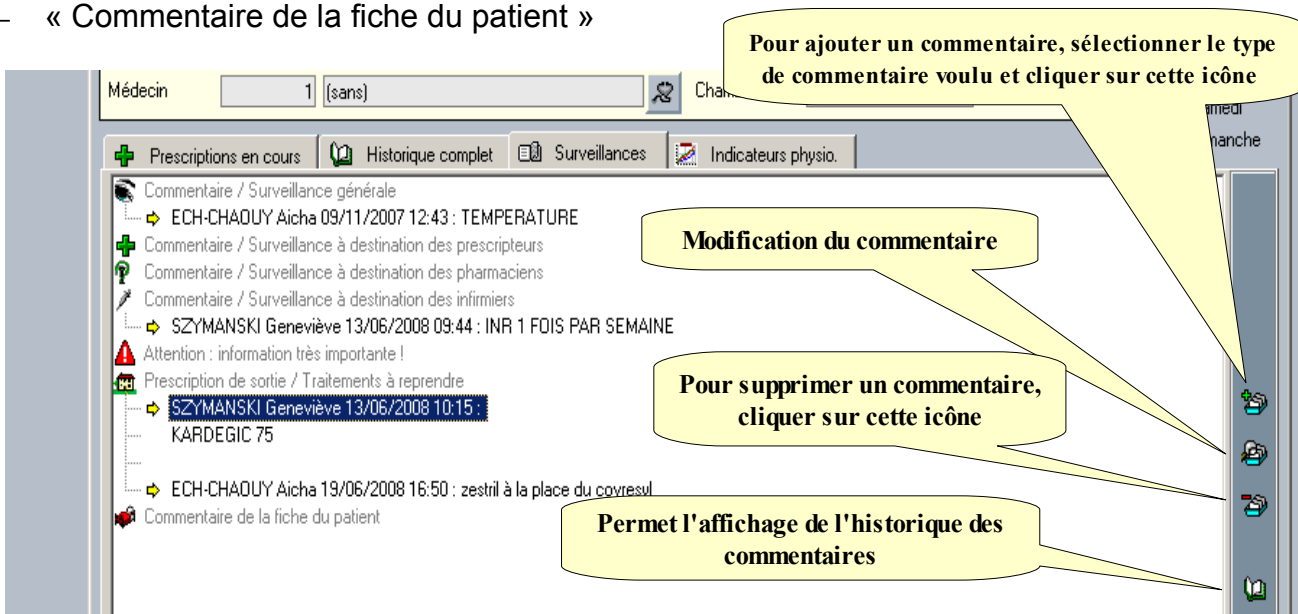 – « Commentaire de la fiche du patient »
Pour ajouter un commentaire, sélectionner le type
de commentaire voulu et cliquer sur cette icône
Médecin 1 (sans)
Prescriptions en cours Historique complet Surveillances Indicateurs physio.
Commentaire / Surveillance générale
ECH-CHAOUY Aicha 09/11/2007 12:43 : TEMPERATURE
Commentaire / Surveillance à destination des prescripteurs
Modification du commentaire
Commentaire / Surveillance à destination des pharmaciens
Commentaire / Surveillance à destination des infirmiers
SZYMANSKI Geneviève 13/06/2008 09:44 : INR 1 FOIS PAR SEMAINE
Attention : information très importante !
Prescription de sortie / Traitements à reprendre
SZYMANSKI Geneviève 13/06/2008 10:15 :
KARDEGIC 75
Pour supprimer un commentaire,
cliquer sur cette icône
ECH-CHAOUY Aicha 19/06/2008 16:50 : zestril à la place du coversyl
Commentaire de la fiche du patient
Permet l'affichage de l'historique des
commentaires